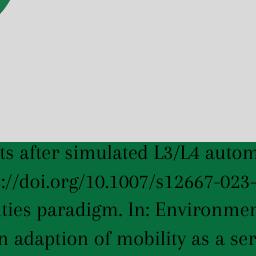 ts after simulated L3/L4 autom
://doi.org/10.1007/s12667-023-
ties paradigm. In: Environmen
n adaption of mobility as a ser